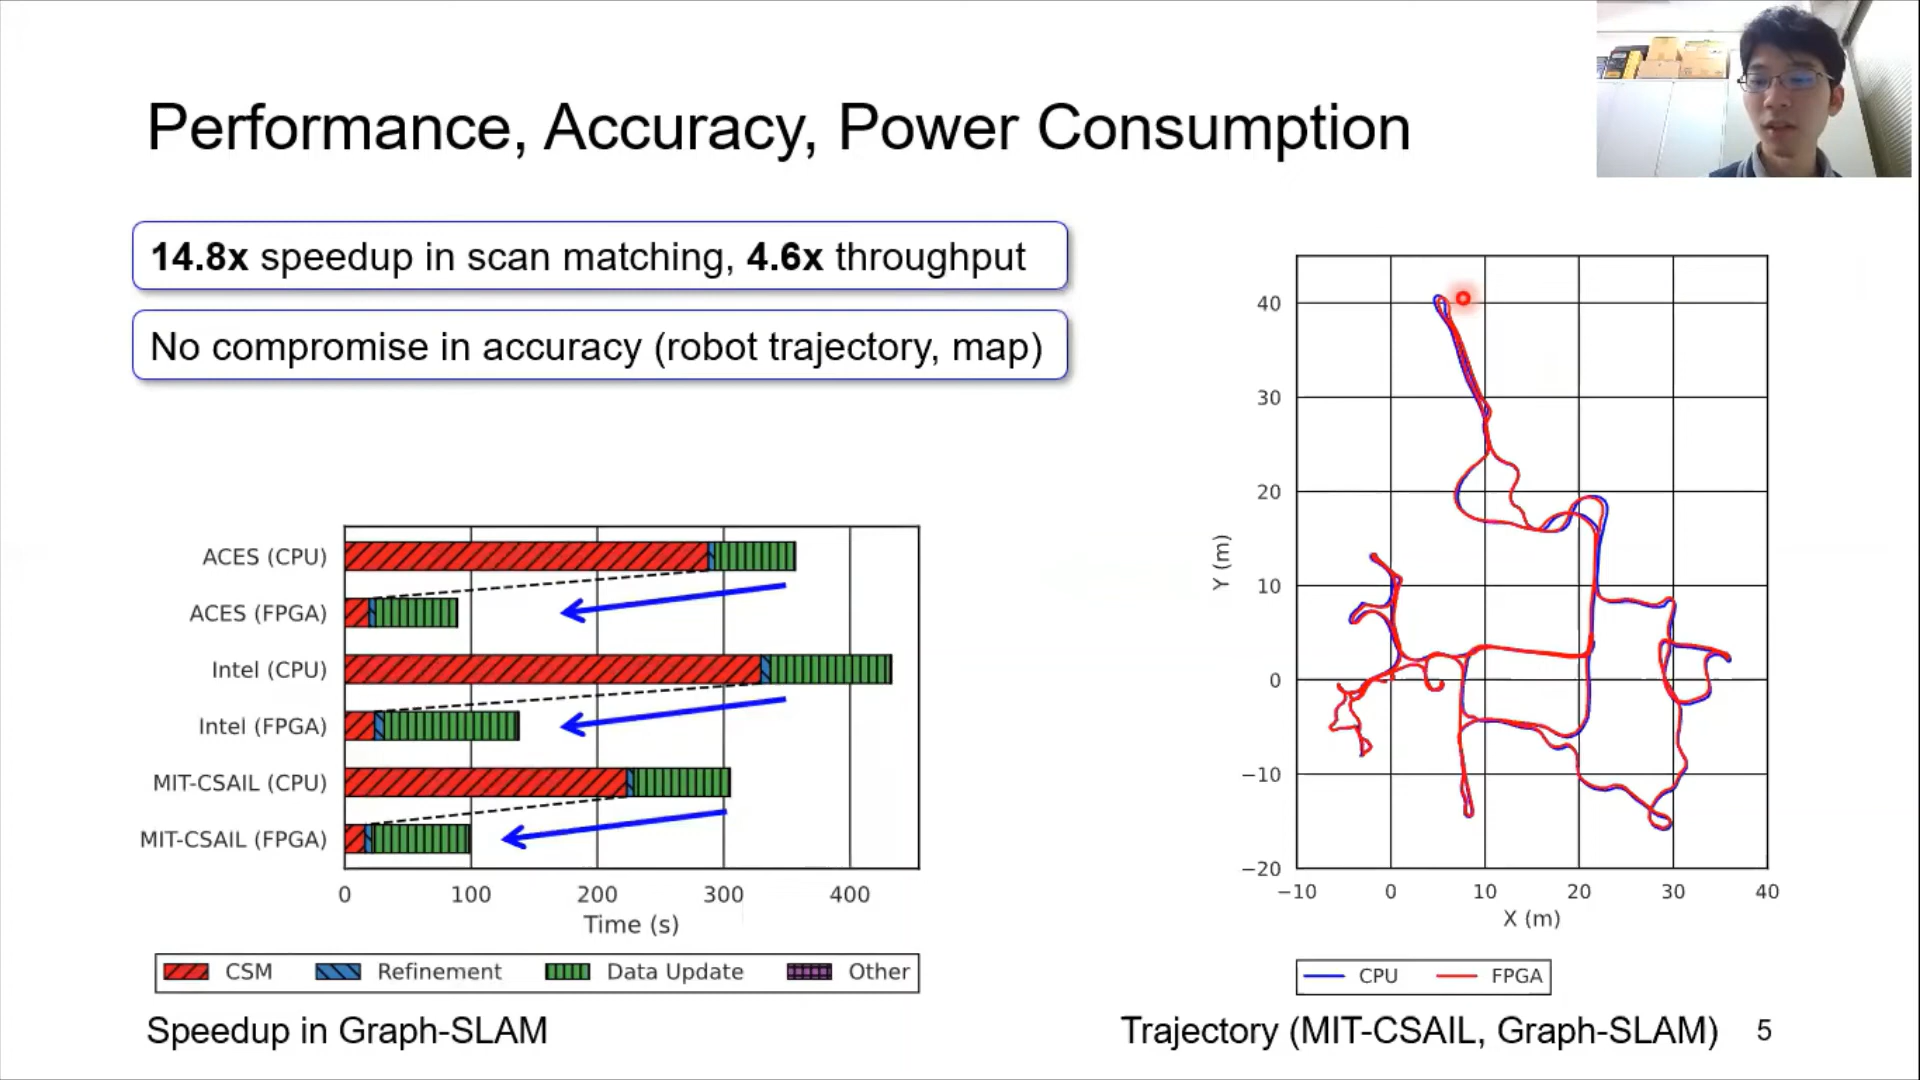 Performance, Accuracy, Power Consumption
14.8x speedup in scan matching, 4.6x throughput
No compromise in accuracy (robot trajectory, map)
ACES (CPU)
ACES (FPGA)
Intel (CPU)
Intel (FPGA)
MIT-CSAIL (CPU)
MIT-CSAIL (FPGA)
0 100 200 300 400
Time (s)
CSM Refinement Data Update Other
Speedup in Graph-SLAM
40
30
20
10
0
−10
−20
Y (m)
−10 0 10 20 30 40
X (m)
CPU FPGA
Trajectory (MIT-CSAIL, Graph-SLAM)
5